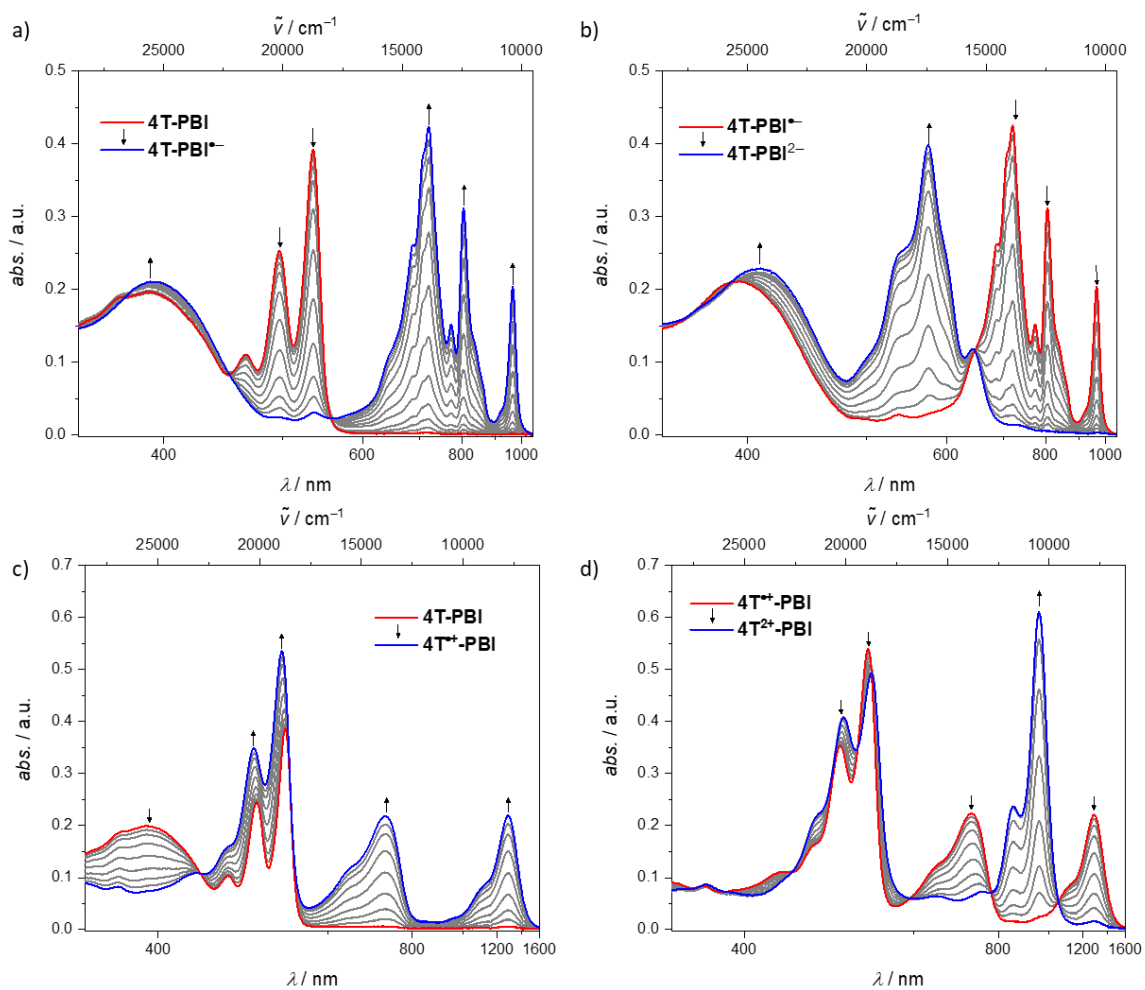 a)
ṽ / cm⁻¹
25000 20000 15000 10000
0.5
0.4
0.3
0.2
0.1
0.0
abs. / a.u.
4T-PBI
4T-PBI•–
400 600 800 1000
λ / nm
b)
ṽ / cm⁻¹
25000 20000 15000 10000
0.5
0.4
0.3
0.2
0.1
0.0
abs. / a.u.
4T-PBI•–
4T-PBI²⁻
400 600 800 1000
λ / nm
c)
ṽ / cm⁻¹
25000 20000 15000 10000
0.7
0.6
0.5
0.4
0.3
0.2
0.1
0.0
abs. / a.u.
4T-PBI
4T•⁺-PBI
400 800 1200 1600
λ / nm
d)
ṽ / cm⁻¹
25000 20000 15000 10000
0.7
0.6
0.5
0.4
0.3
0.2
0.1
0.0
abs. / a.u.
4T•⁺-PBI
4T²⁺-PBI
400 800 1200 1600
λ / nm